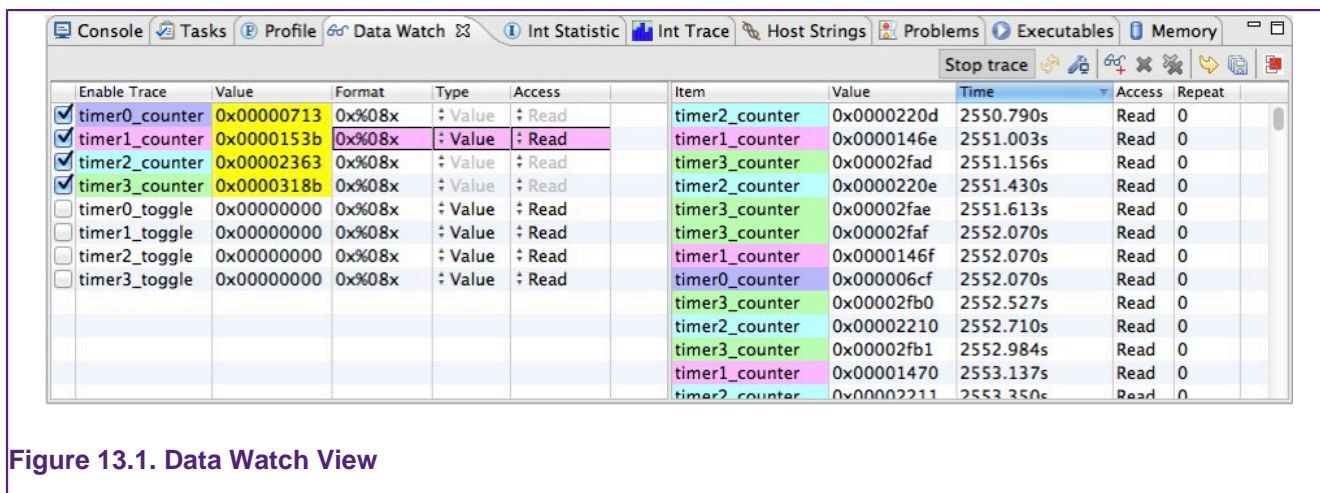 Console Tasks Profile Data Watch Int Statistic Int Trace Host Strings Problems Executables Memory
Stop trace
Enable Trace Value Format Type Access Item Value Time Access Repeat
timer0_counter 0x00000713 0x%08x Value Read timer2_counter 0x0000220d 2550.790s Read 0
timer1_counter 0x0000153b 0x%08x Value Read timer1_counter 0x0000146e 2551.003s Read 0
timer2_counter 0x00002363 0x%08x Value Read timer3_counter 0x00002fad 2551.156s Read 0
timer3_counter 0x0000318b 0x%08x Value Read timer2_counter 0x0000220e 2551.430s Read 0
timer0_toggle 0x00000000 0x%08x Value Read timer3_counter 0x00002fae 2551.613s Read 0
timer1_toggle 0x00000000 0x%08x Value Read timer3_counter 0x00002faf 2552.070s Read 0
timer2_toggle 0x00000000 0x%08x Value Read timer1_counter 0x0000146f 2552.070s Read 0
timer3_toggle 0x00000000 0x%08x Value Read timer0_counter 0x000006cf 2552.070s Read 0
timer3_counter 0x00002fb0 2552.527s Read 0
timer2_counter 0x00002210 2552.710s Read 0
timer3_counter 0x00002fb1 2552.984s Read 0
timer1_counter 0x00001470 2553.137s Read 0
timer2_counter 0x00002211 2553.350s Read 0
Figure 13.1. Data Watch View